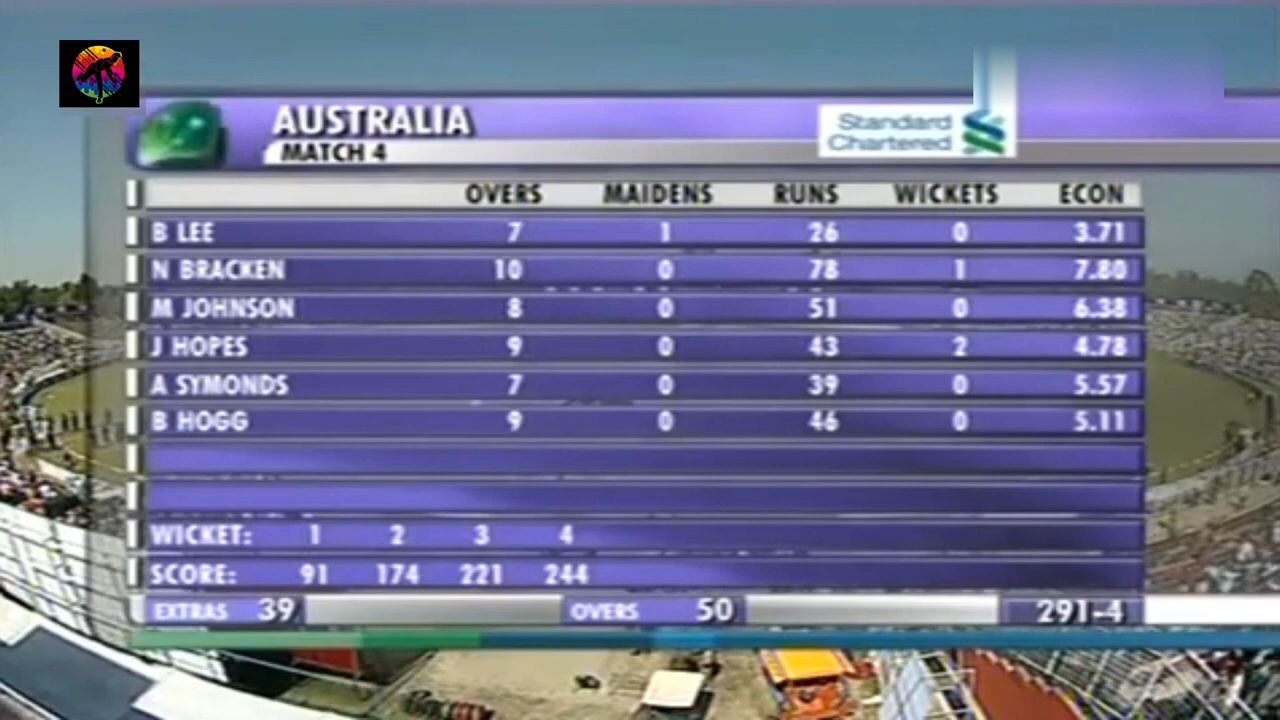 AUSTRALIA
MATCH 4
Standard
Chartered
OVERS MAIDENS RUNS WICKETS ECON
B LEE 7 1 26 0 3.71
N BRACKEN 10 0 78 1 7.80
M JOHNSON 8 0 51 0 6.38
J HOPES 9 0 43 2 4.78
A SYMONDS 7 0 39 0 5.57
B HOGG 9 0 46 0 5.11
WICKET: 1 2 3 4
SCORE: 91 174 221 244
EXTRAS 39 OVERS 50 291-4